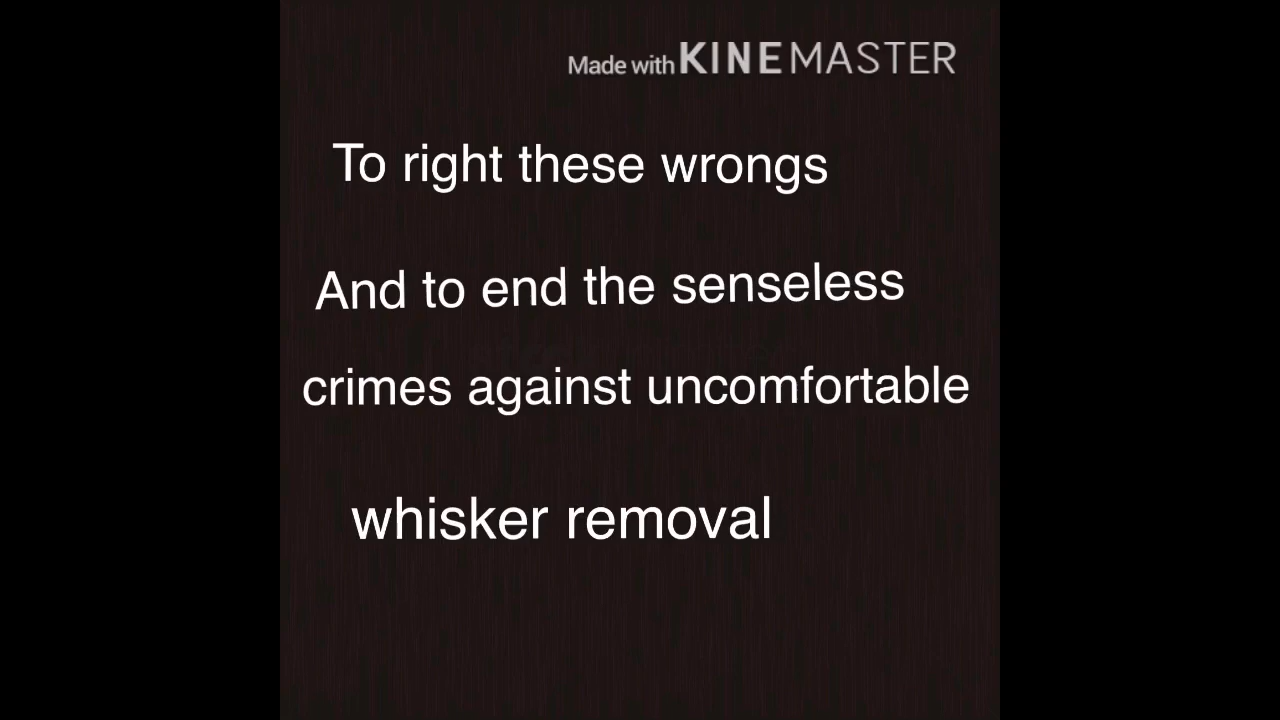 Made with KINEMASTER
To right these wrongs
And to end the senseless
crimes against uncomfortable
whisker removal